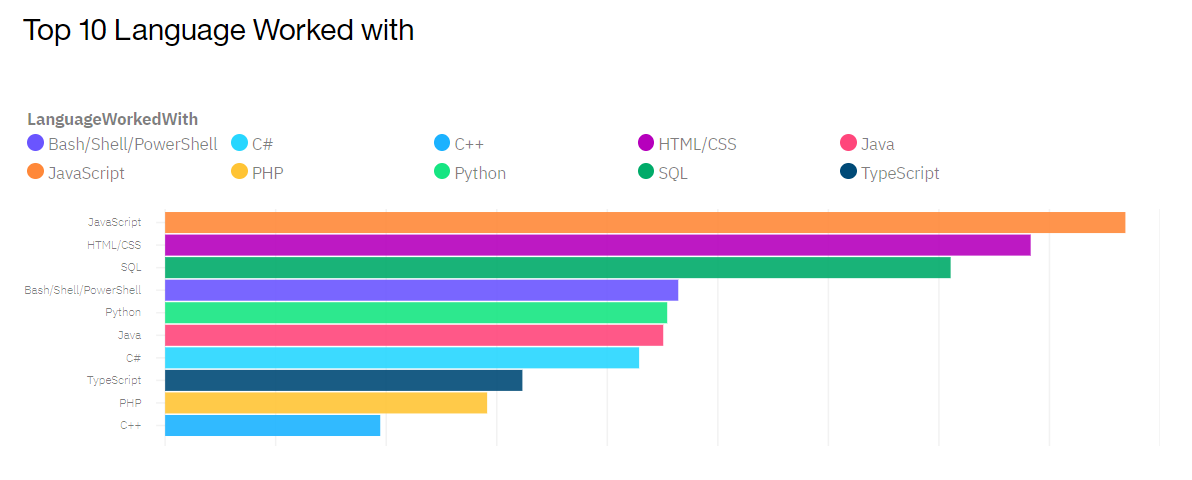 Top 10 Language Worked with
LanguageWorkedWith
Bash/Shell/PowerShell C# C++ HTML/CSS Java
JavaScript PHP Python SQL TypeScript
JavaScript
HTML/CSS
SQL
Bash/Shell/PowerShell
Python
Java
C#
TypeScript
PHP
C++